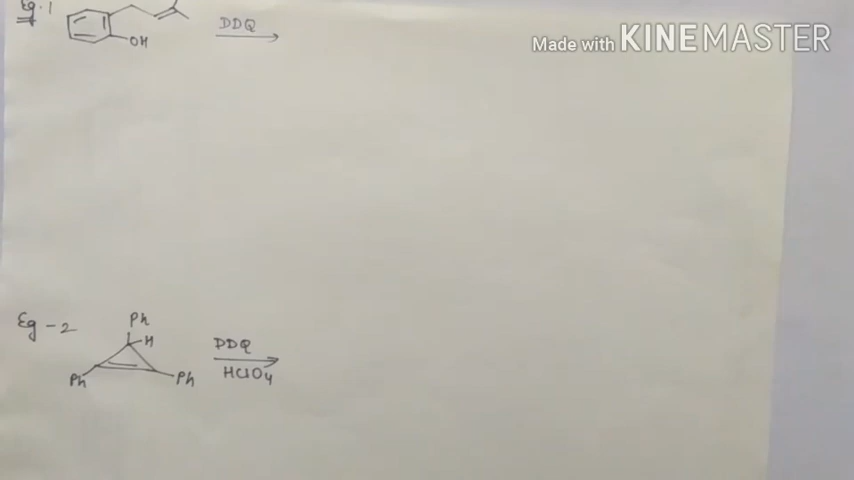 Eg. 1
OH
DDQ
Made with KINEMASTER
Eg - 2
Ph
H
Ph
Ph
DDQ
HClO4